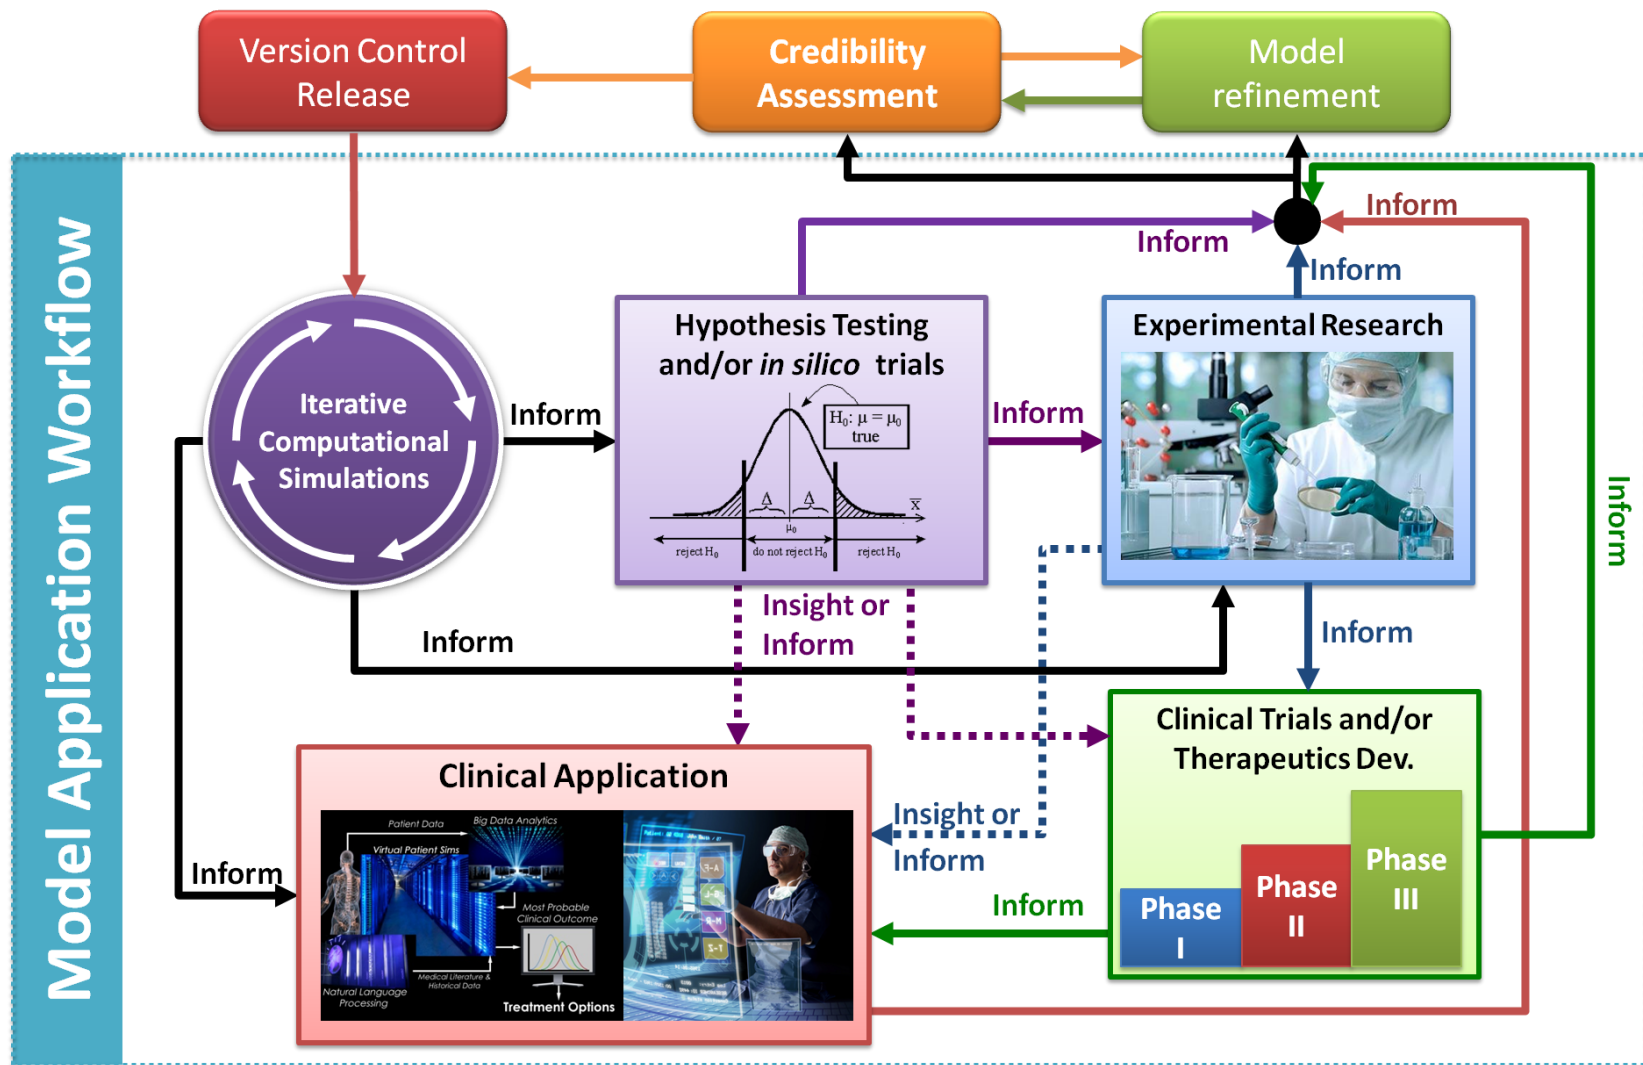 Version Control
Release
Credibility
Assessment
Model
refinement
Model Application Workflow
Inform
Inform
Inform
Hypothesis Testing
and/or in silico trials
H₀: μ = μ₀
true
Δ
Δ
x̅
μ₀
reject H₀
do not reject H₀
reject H₀
Experimental Research
Iterative
Computational
Simulations
Inform
Inform
Inform
Insight or
Inform
Inform
Inform
Clinical Trials and/or
Therapeutics Dev.
Phase
I
Phase
II
Phase
III
Clinical Application
Patient Data
Big Data Analytics
Virtual Patient Sims
Most Probable
Clinical Outcome
Medical Literature &
Historical Data
Natural Language
Processing
Treatment Options
Insight or
Inform
Inform
Inform